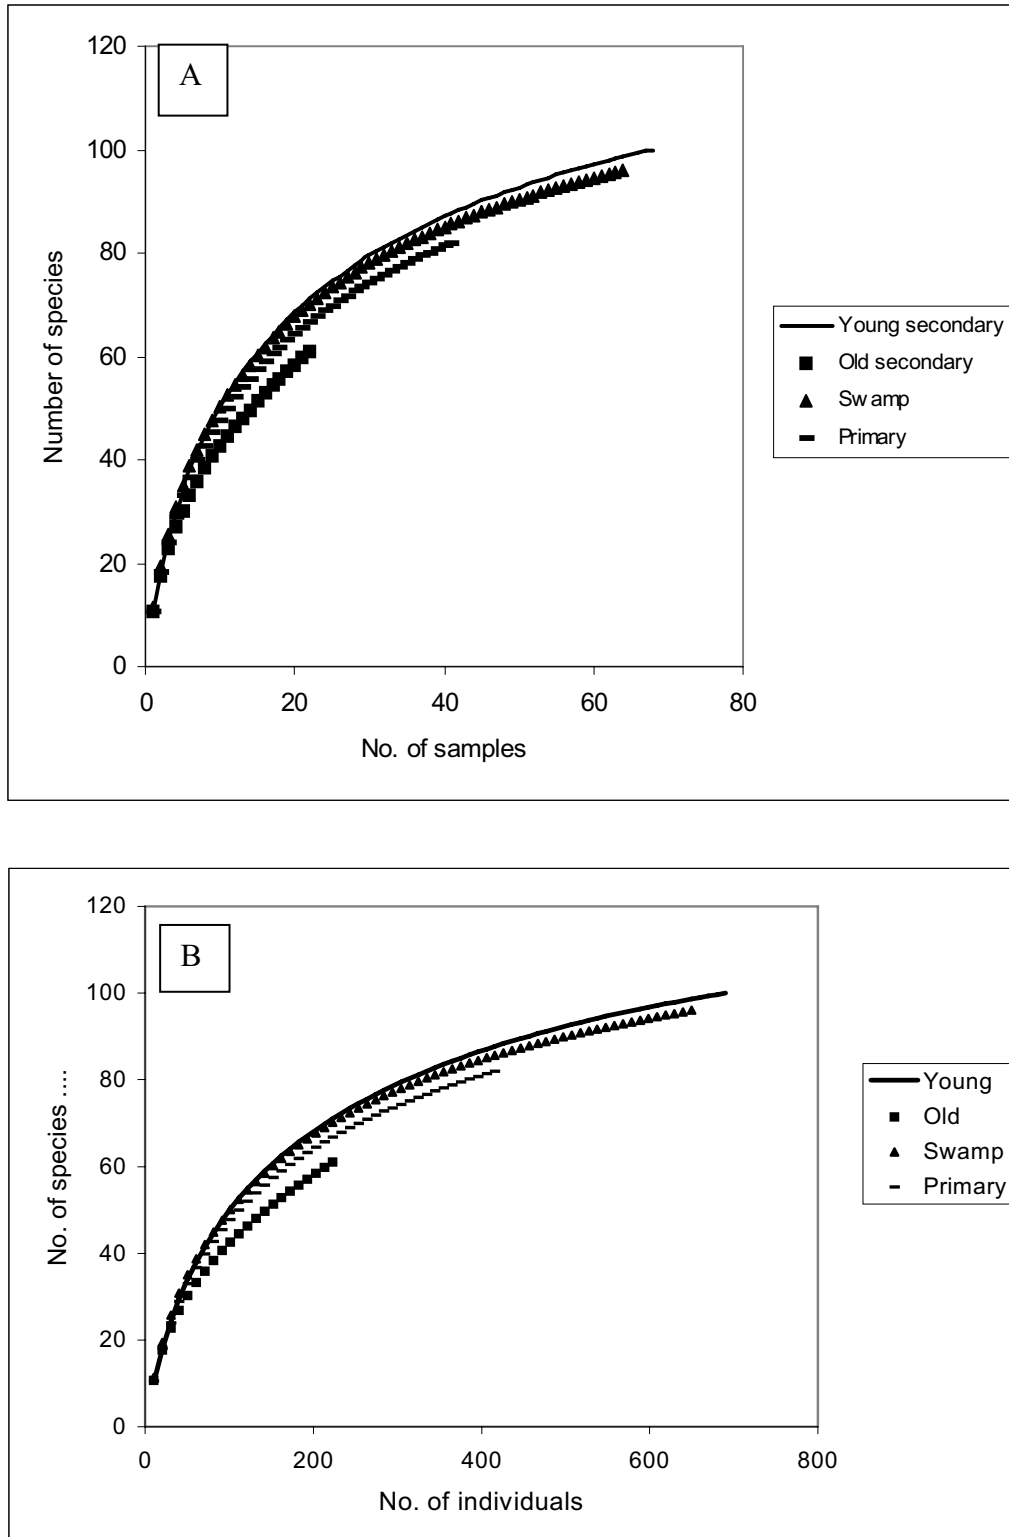 A
120
100
80
60
40
20
0
Number of species
0 20 40 60 80
No. of samples
Young secondary
Old secondary
Swamp
Primary
B
120
100
80
60
40
20
0
No. of species ....
0 200 400 600 800
No. of individuals
Young
Old
Swamp
Primary